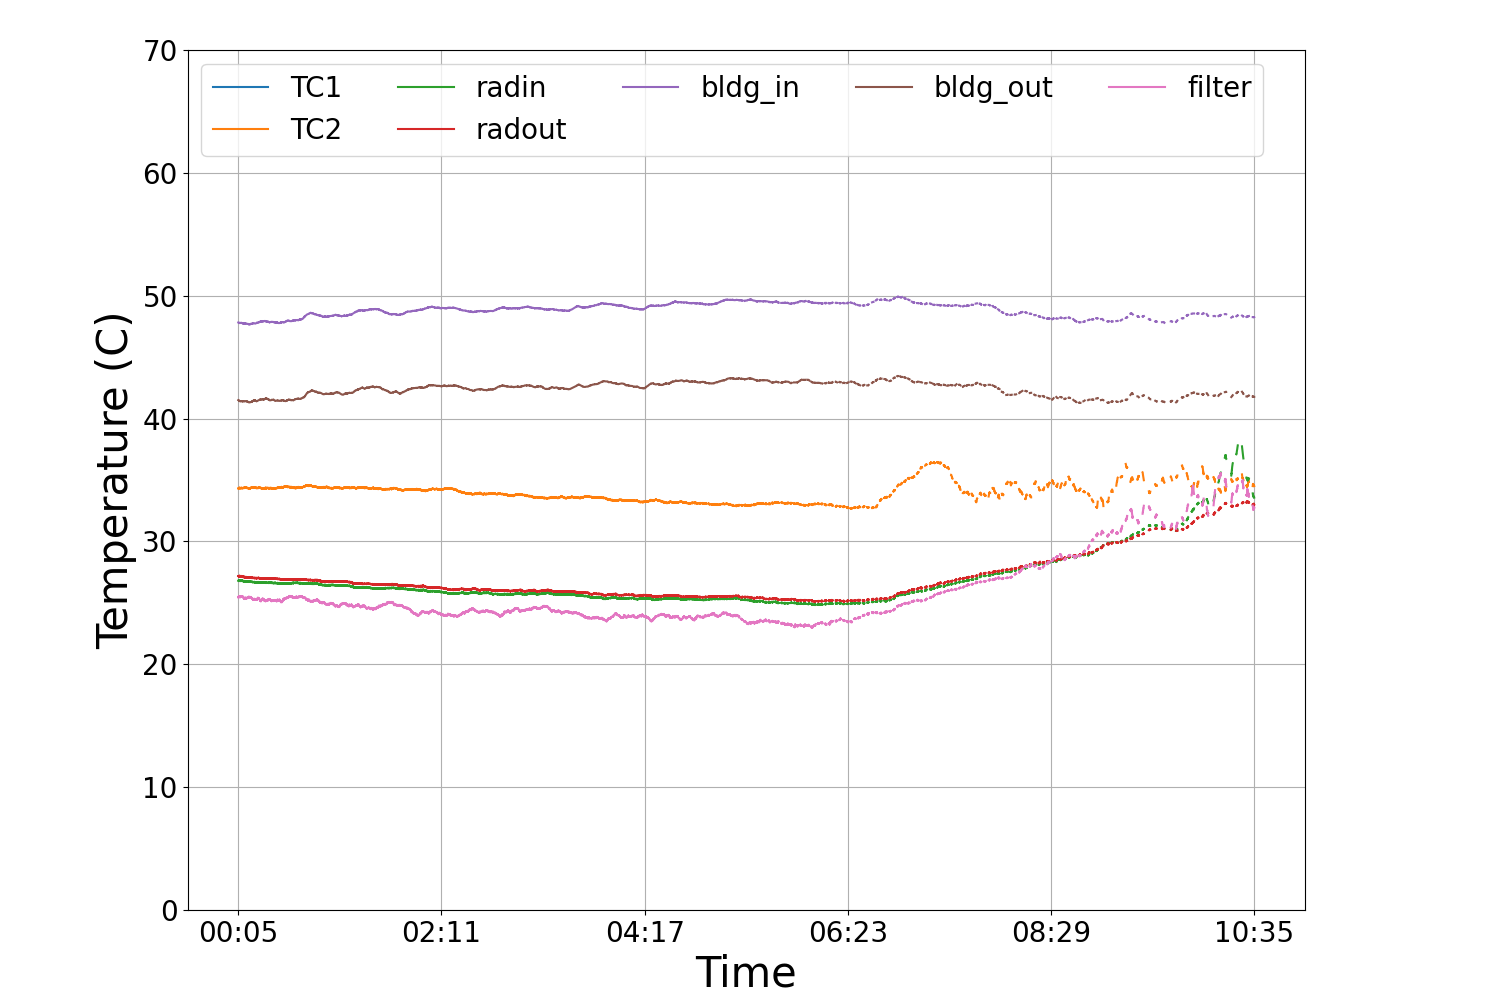 70
60
50
40
30
20
10
0
TC1
TC2
radin
radout
bldg_in
bldg_out
filter
Temperature (C)
00:05
02:11
04:17
06:23
08:29
10:35
Time